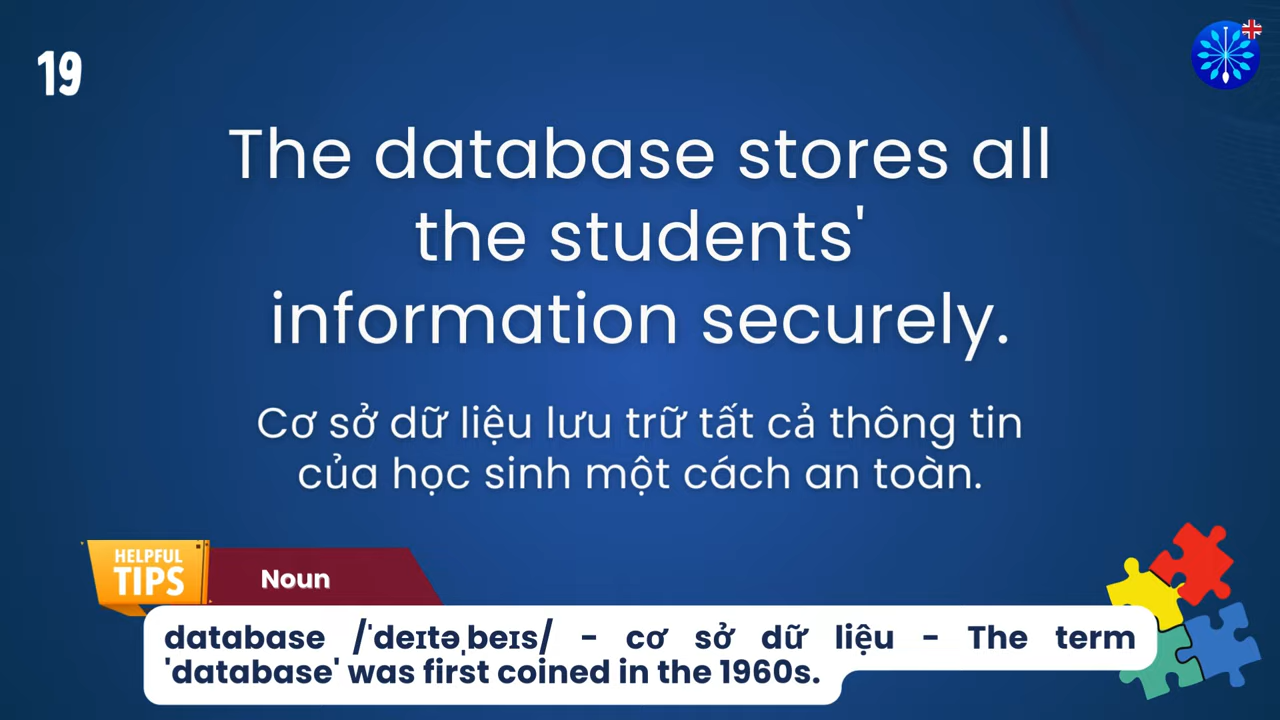 19
The database stores all
the students'
information securely.
Cơ sở dữ liệu lưu trữ tất cả thông tin
của học sinh một cách an toàn.
HELPFUL
TIPS
Noun
database /ˈdeɪtəˌbeɪs/ - cơ sở dữ liệu - The term
'database' was first coined in the 1960s.